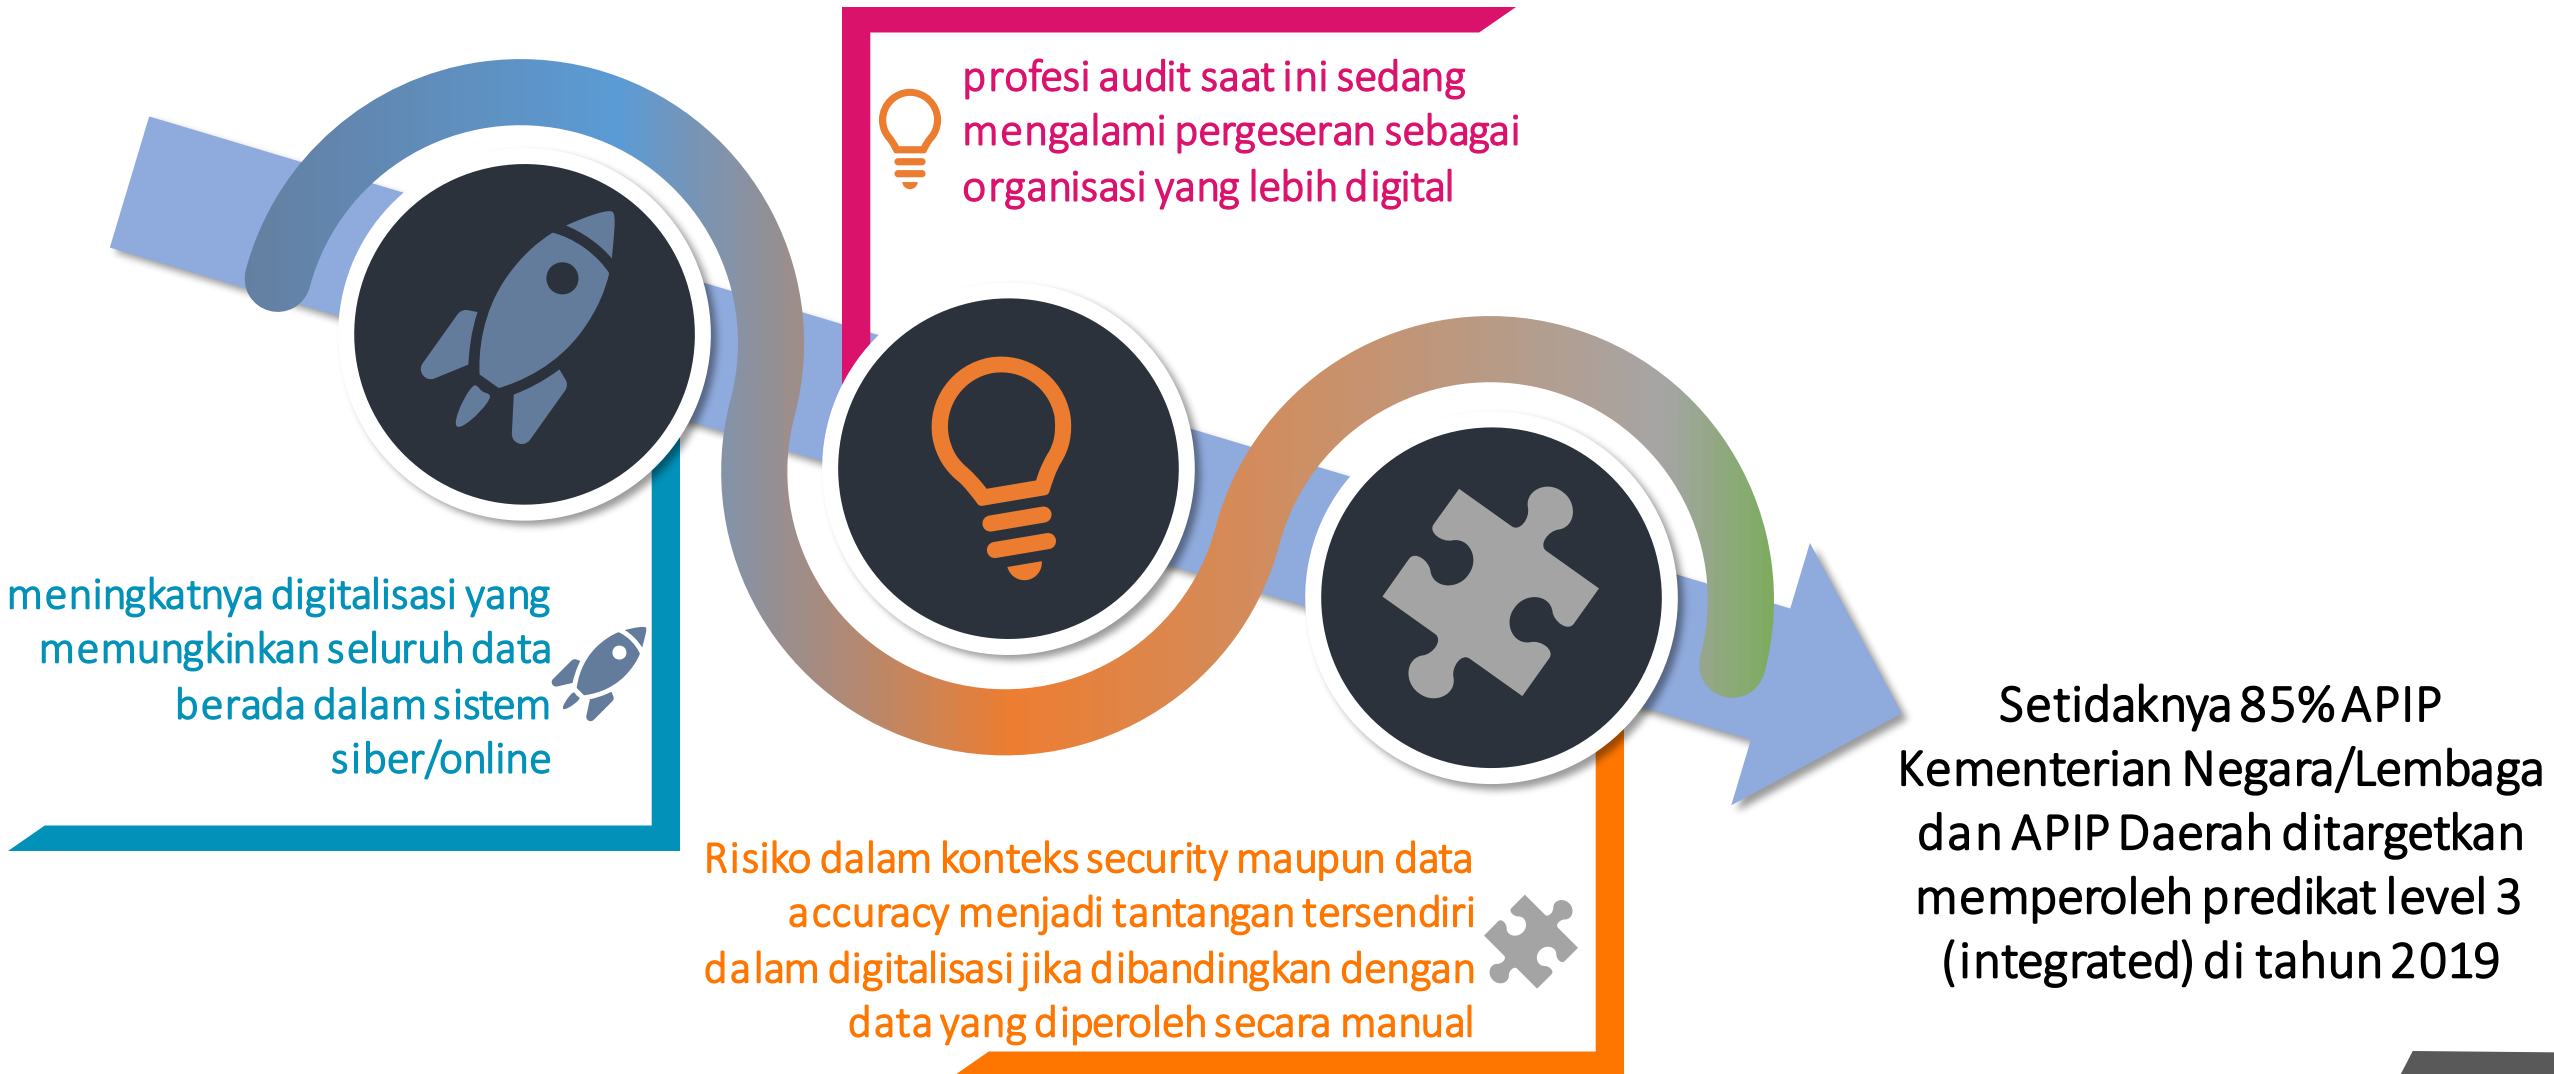 profesi audit saat ini sedang
mengalami pergeseran sebagai
organisasi yang lebih digital
meningkatnya digitalisasi yang
memungkinkan seluruh data
berada dalam sistem
siber/online
Risiko dalam konteks security maupun data
accuracy menjadi tantangan tersendiri
dalam digitalisasi jika dibandingkan dengan
data yang diperoleh secara manual
Setidaknya 85% APIP
Kementerian Negara/Lembaga
dan APIP Daerah ditargetkan
memperoleh predikat level 3
(integrated) di tahun 2019